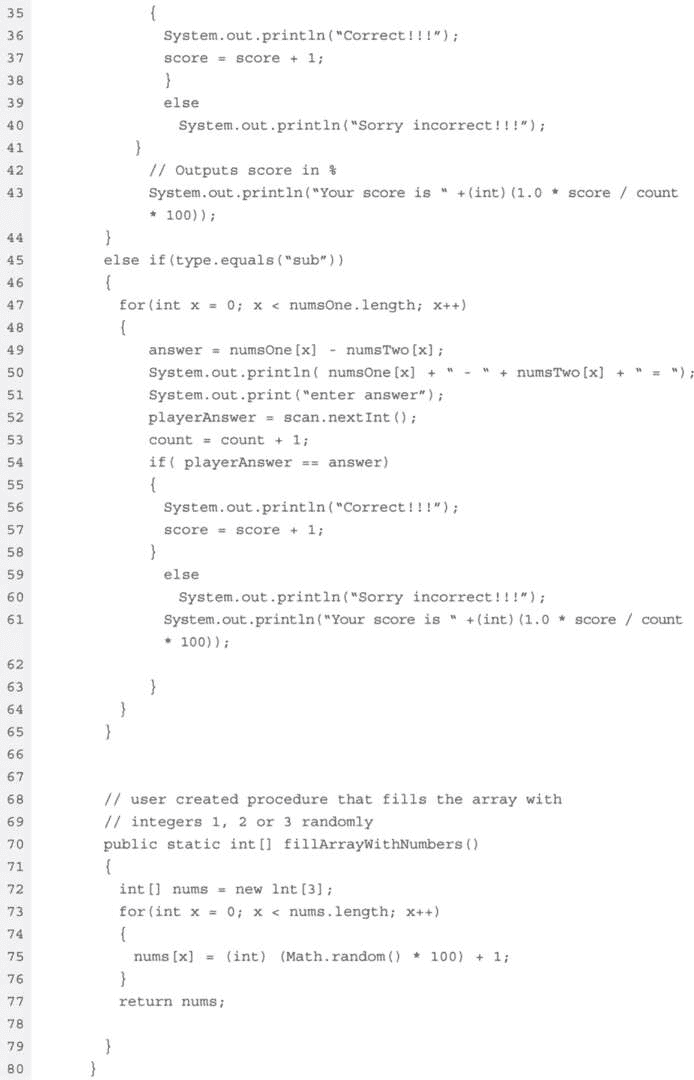 35 {
36 System.out.println(“Correct!!!”);
37 score = score + 1;
38 }
39 else
40 System.out.println(“Sorry incorrect!!!”);
41 }
42 // Outputs score in %
43 System.out.println(“Your score is “ +(int)(1.0 * score / count
* 100));
44 }
45 else if(type.equals(“sub”))
46 {
47 for(int x = 0; x < numsOne.length; x++)
48 {
49 answer = numsOne[x] - numsTwo[x];
50 System.out.println( numsOne[x] + “ - “ + numsTwo[x] + “ = “);
51 System.out.print(“enter answer”);
52 playerAnswer = scan.nextInt();
53 count = count + 1;
54 if( playerAnswer == answer)
55 {
56 System.out.println(“Correct!!!”);
57 score = score + 1;
58 }
59 else
60 System.out.println(“Sorry incorrect!!!”);
61 System.out.println(“Your score is “ +(int)(1.0 * score / count
* 100));
62
63 }
64 }
65 }
66
67
68 // user created procedure that fills the array with
69 // integers 1, 2 or 3 randomly
70 public static int[] fillArrayWithNumbers()
71 {
72 int[] nums = new lnt[3];
73 for(int x = 0; x < nums.length; x++)
74 {
75 nums[x] = (int) (Math.random() * 100) + 1;
76 }
77 return nums;
78
79 }
80 }